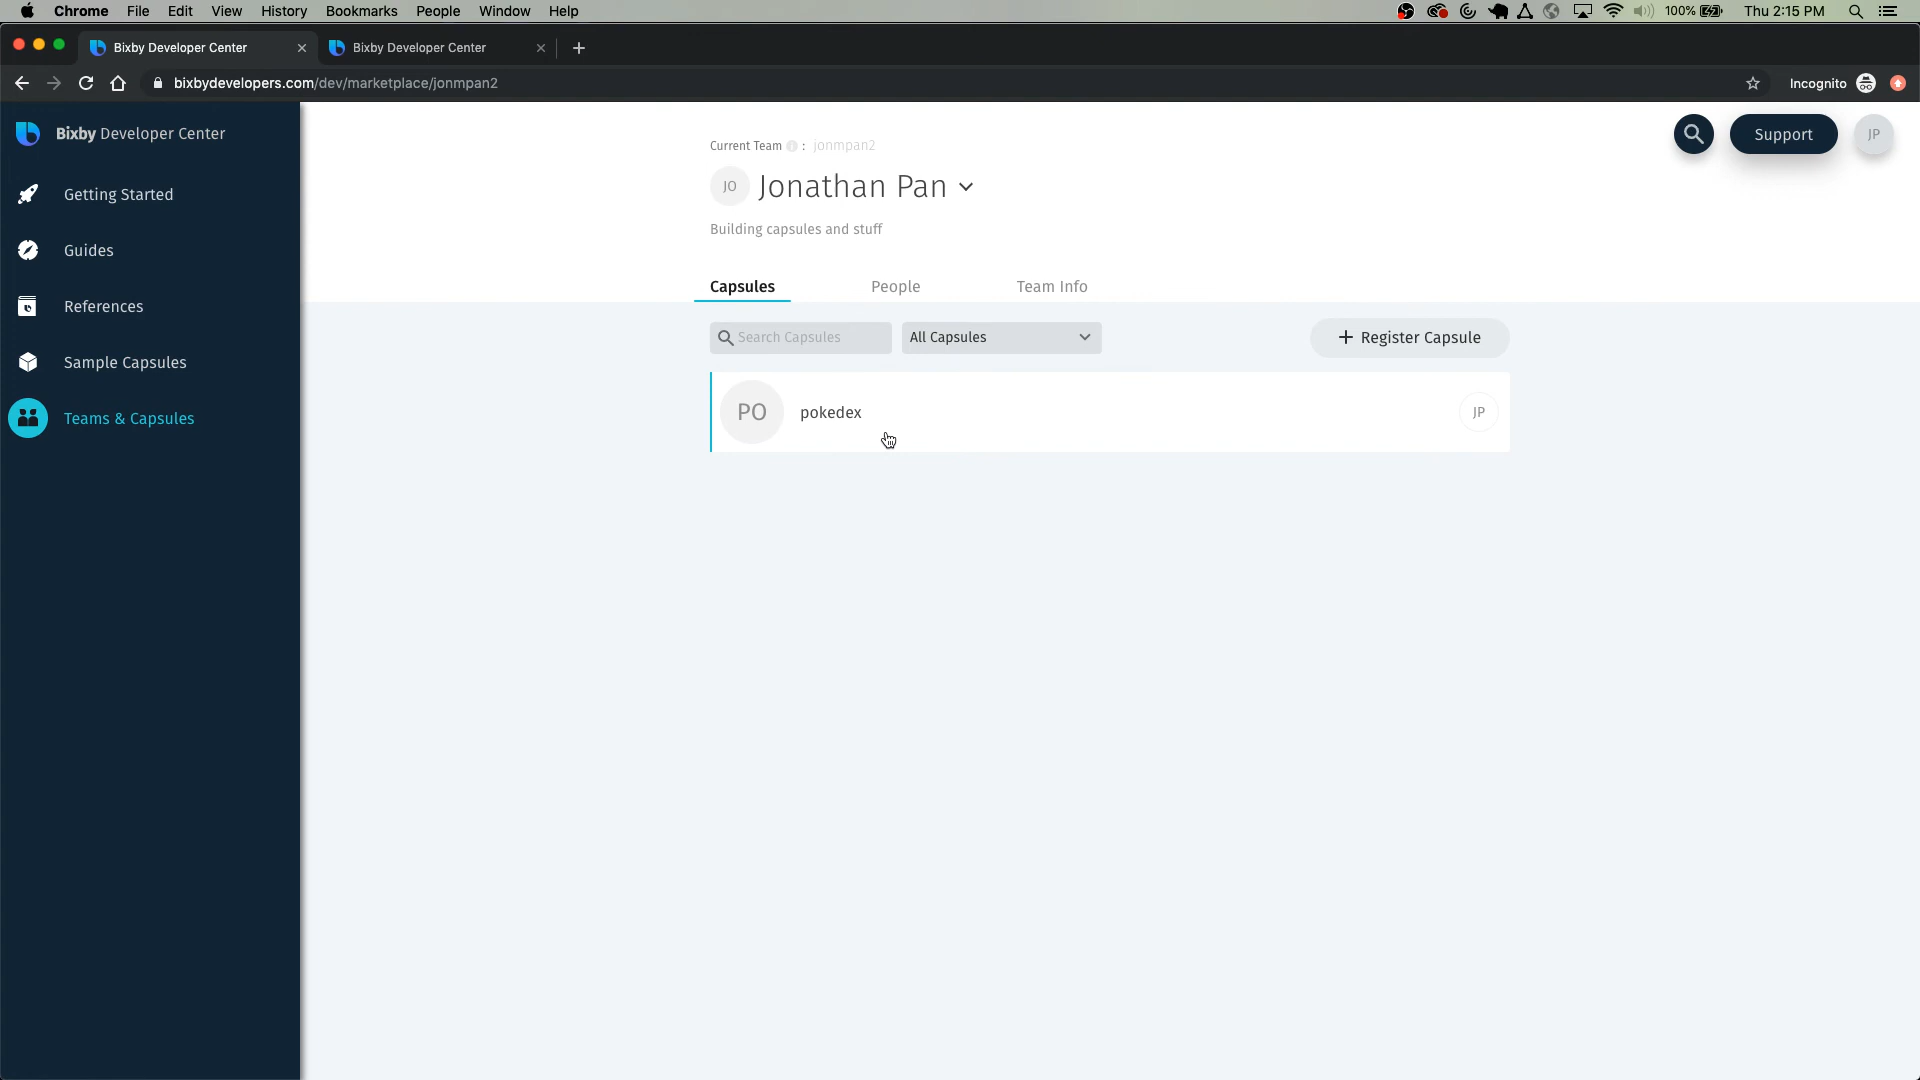 Chrome File Edit View History Bookmarks People Window Help 100% Thu 2:15 PM
Bixby Developer Center Bixby Developer Center
bixbydevelopers.com/dev/marketplace/jonmpan2 Incognito
Bixby Developer Center
Getting Started
Guides
References
Sample Capsules
Teams & Capsules
Current Team : jonmpan2
JO Jonathan Pan
Building capsules and stuff
Support JP
Capsules People Team Info
Search Capsules All Capsules + Register Capsule
PO pokedex JP